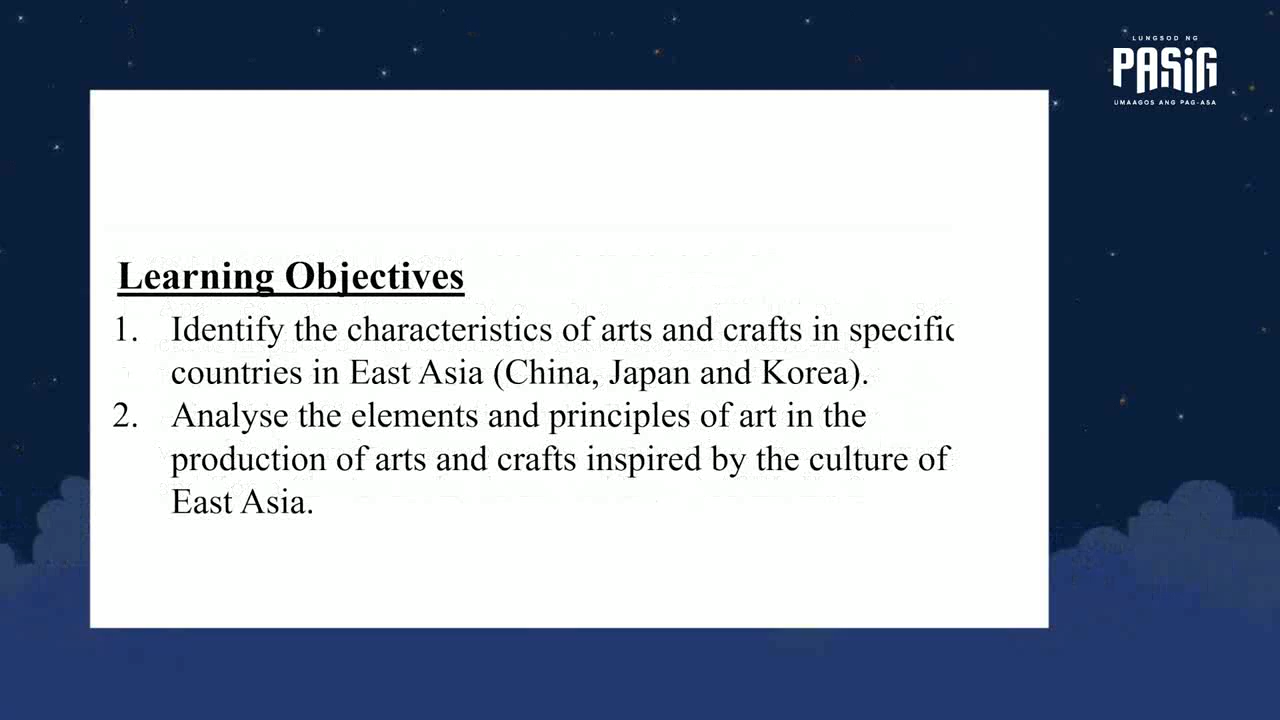 LUNGSOD NG
PASiG
UMAAGOS ANG PAG-ASA
Learning Objectives
1. Identify the characteristics of arts and crafts in specific
countries in East Asia (China, Japan and Korea).
2. Analyse the elements and principles of art in the
production of arts and crafts inspired by the culture of
East Asia.